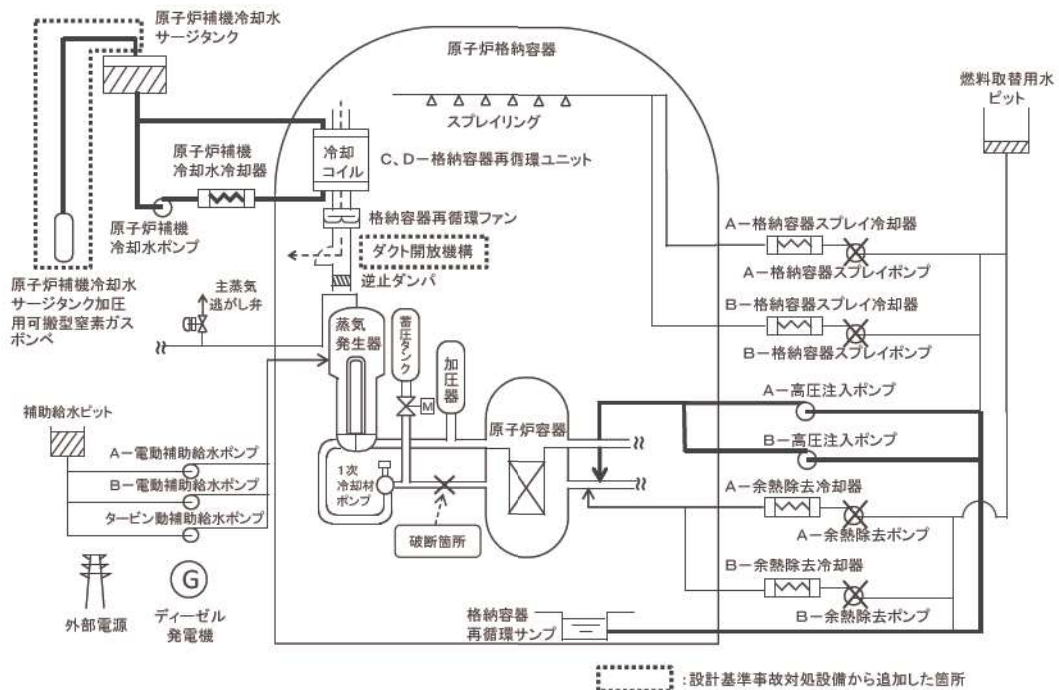 原子炉補機冷却水
サージタンク
原子炉格納容器
燃料取替用水
ピット
スプレイリング
冷却
コイル
C、D－格納容器再循環ユニット
原子炉補機
冷却水冷却器
原子炉補機
冷却水ポンプ
格納容器再循環ファン
ダクト開放機構
逆止ダンパ
A－格納容器スプレイ冷却器
A－格納容器スプレイポンプ
B－格納容器スプレイ冷却器
B－格納容器スプレイポンプ
原子炉補機冷却水
サージタンク加圧
用可搬型窒素ガス
ボンベ
主蒸気
逃がし弁
蒸気
発生器
蓄圧タンク
加圧器
M
原子炉容器
A－高圧注入ポンプ
B－高圧注入ポンプ
補助給水ピット
A－電動補助給水ポンプ
B－電動補助給水ポンプ
タービン動補助給水ポンプ
1次
冷却材
ポンプ
破断箇所
A－余熱除去冷却器
A－余熱除去ポンプ
B－余熱除去冷却器
B－余熱除去ポンプ
外部電源
G
ディーゼル
発電機
格納容器
再循環サンプ
：設計基準事故対処設備から追加した箇所